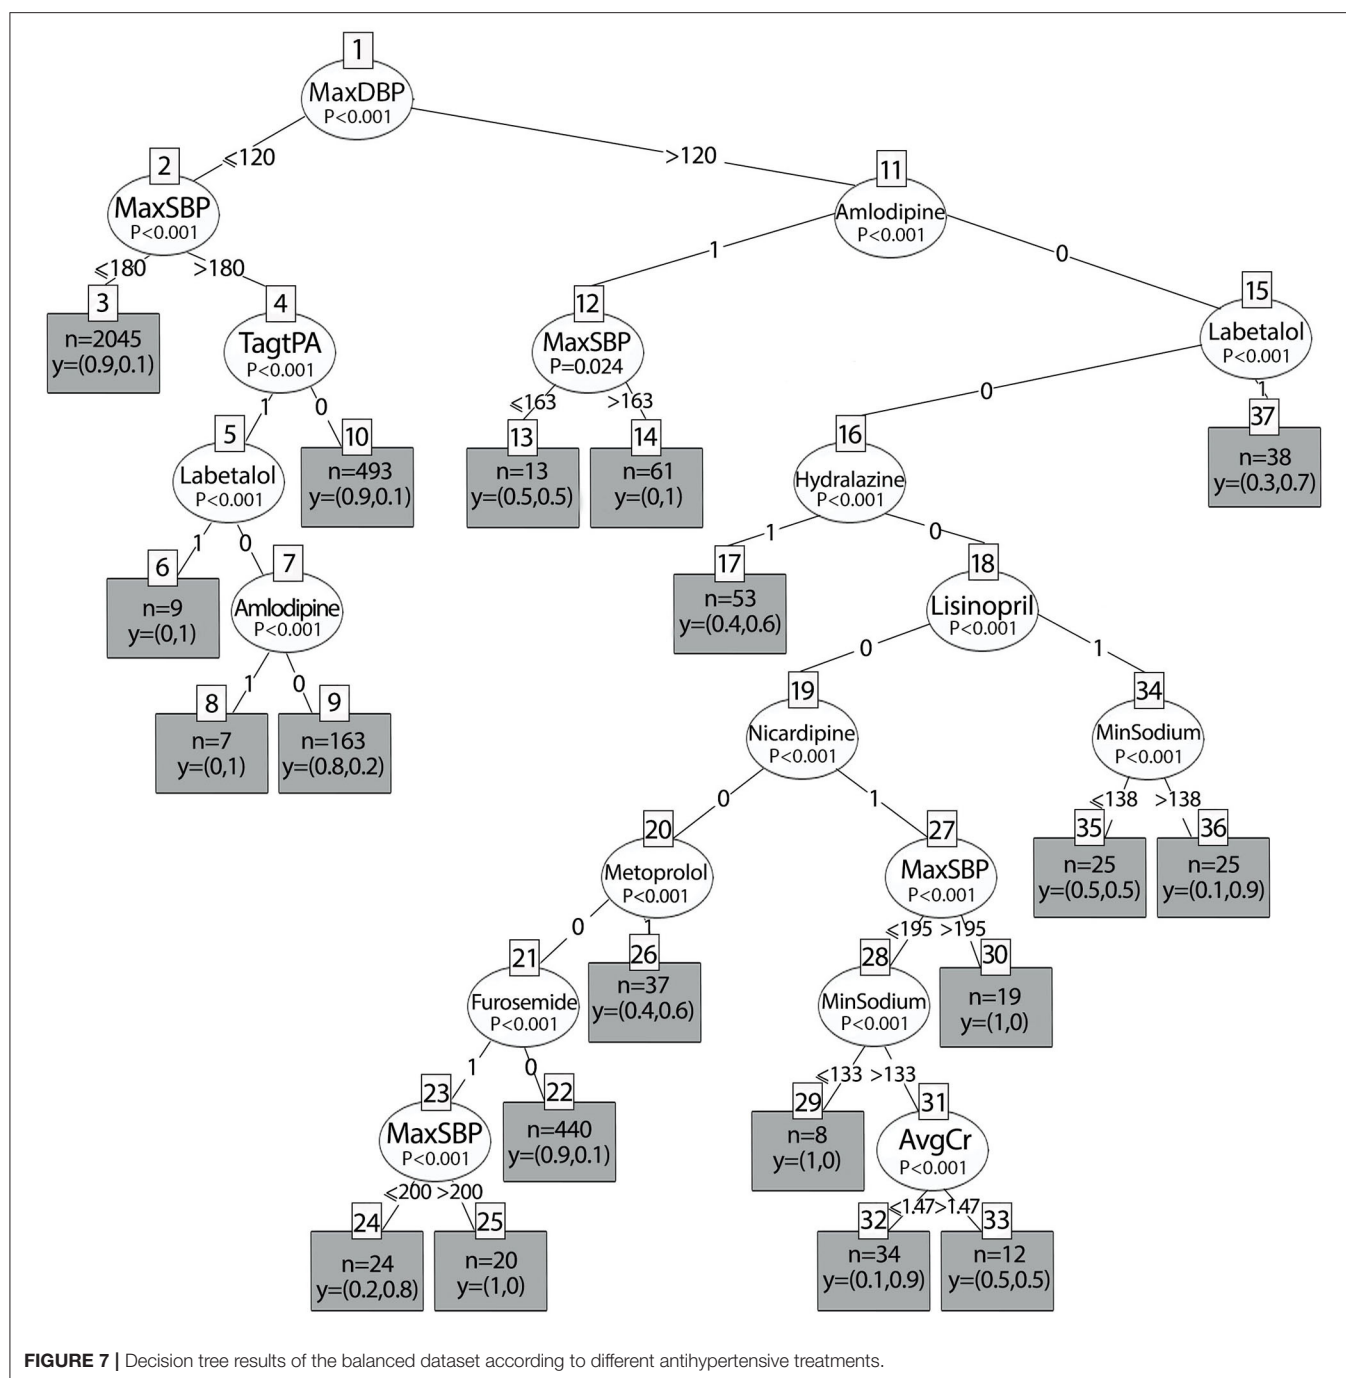 1
MaxDBP
P<0.001
⩽120
>120
2
MaxSBP
P<0.001
11
Amlodipine
P<0.001
⩽180
>180
1
0
3
n=2045
y=(0.9,0.1)
4
TagtPA
P<0.001
12
MaxSBP
P=0.024
15
Labetalol
P<0.001
1
0
⩽163
>163
0
1
5
Labetalol
P<0.001
10
n=493
y=(0.9,0.1)
13
n=13
y=(0.5,0.5)
14
n=61
y=(0,1)
16
Hydralazine
P<0.001
37
n=38
y=(0.3,0.7)
1
0
1
0
6
n=9
y=(0,1)
7
Amlodipine
P<0.001
17
n=53
y=(0.4,0.6)
18
Lisinopril
P<0.001
1
0
0
1
8
n=7
y=(0,1)
9
n=163
y=(0.8,0.2)
19
Nicardipine
P<0.001
34
MinSodium
P<0.001
0
1
⩽138
>138
20
Metoprolol
P<0.001
27
MaxSBP
P<0.001
35
n=25
y=(0.5,0.5)
36
n=25
y=(0.1,0.9)
0
1
⩽195
>195
21
Furosemide
P<0.001
26
n=37
y=(0.4,0.6)
28
MinSodium
P<0.001
30
n=19
y=(1,0)
1
0
⩽133
>133
23
MaxSBP
P<0.001
22
n=440
y=(0.9,0.1)
29
n=8
y=(1,0)
31
AvgCr
P<0.001
⩽200
>200
⩽1.47
>1.47
24
n=24
y=(0.2,0.8)
25
n=20
y=(1,0)
32
n=34
y=(0.1,0.9)
33
n=12
y=(0.5,0.5)
FIGURE 7 | Decision tree results of the balanced dataset according to different antihypertensive treatments.